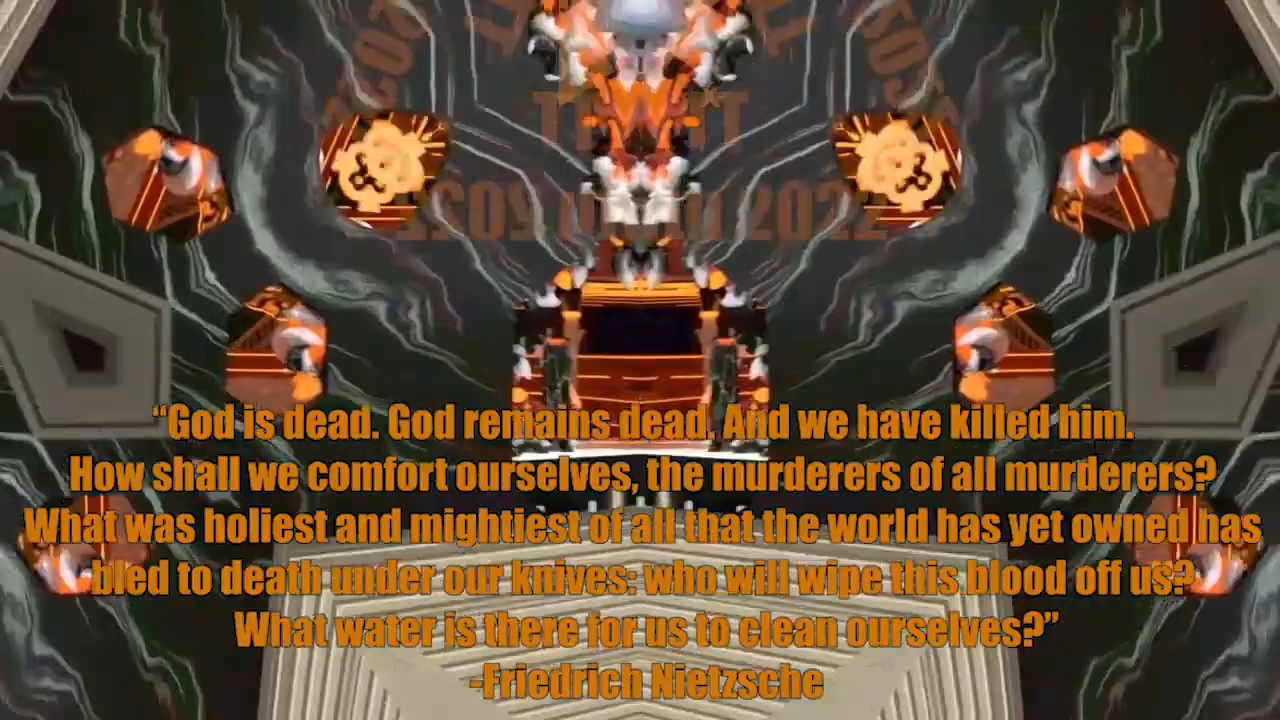 “God is dead. God remains dead. And we have killed him.
How shall we comfort ourselves, the murderers of all murderers?
What was holiest and mightiest of all that the world has yet owned has
bled to death under our knives: who will wipe this blood off us?
What water is there for us to clean ourselves?”
-Friedrich Nietzsche